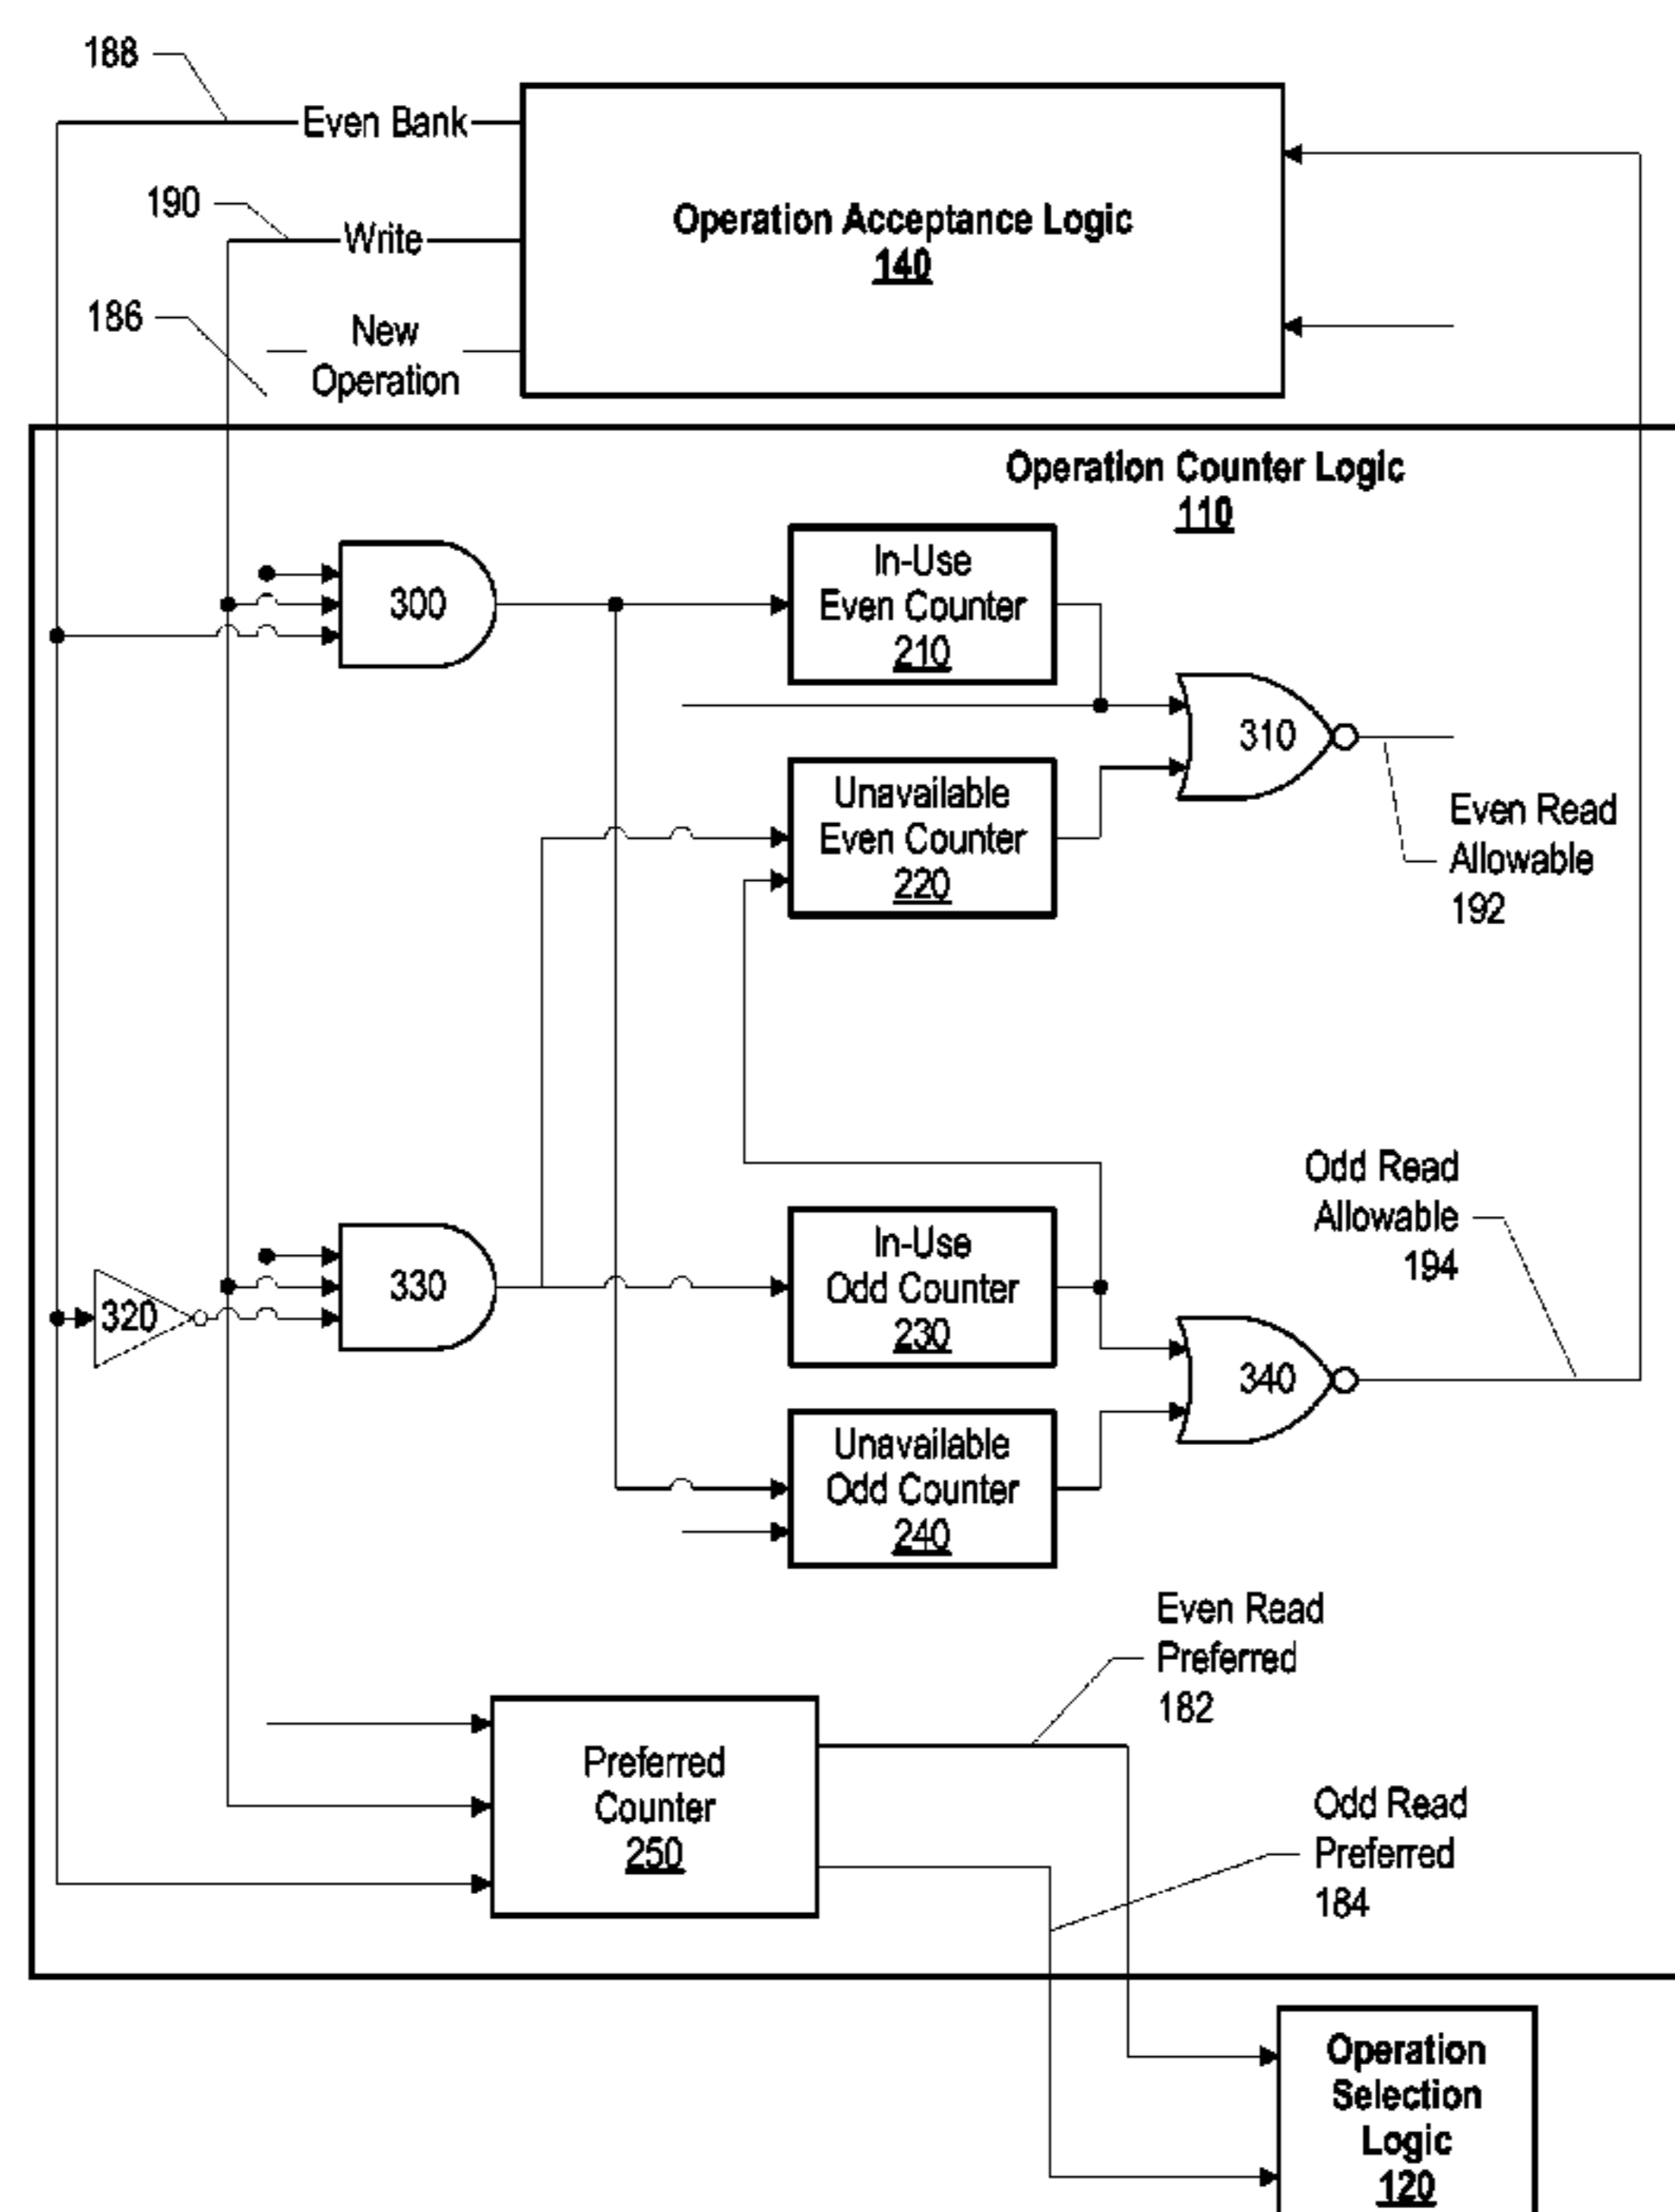 188
Even Bank
190
Write
Operation Acceptance Logic
140
186
New
Operation
Operation Counter Logic
110
300
In-Use
Even Counter
210
310
Unavailable
Even Counter
220
Even Read
Allowable
192
Odd Read
Allowable
194
320
330
In-Use
Odd Counter
230
340
Unavailable
Odd Counter
240
Even Read
Preferred
182
Preferred
Counter
250
Odd Read
Preferred
184
Operation
Selection
Logic
120